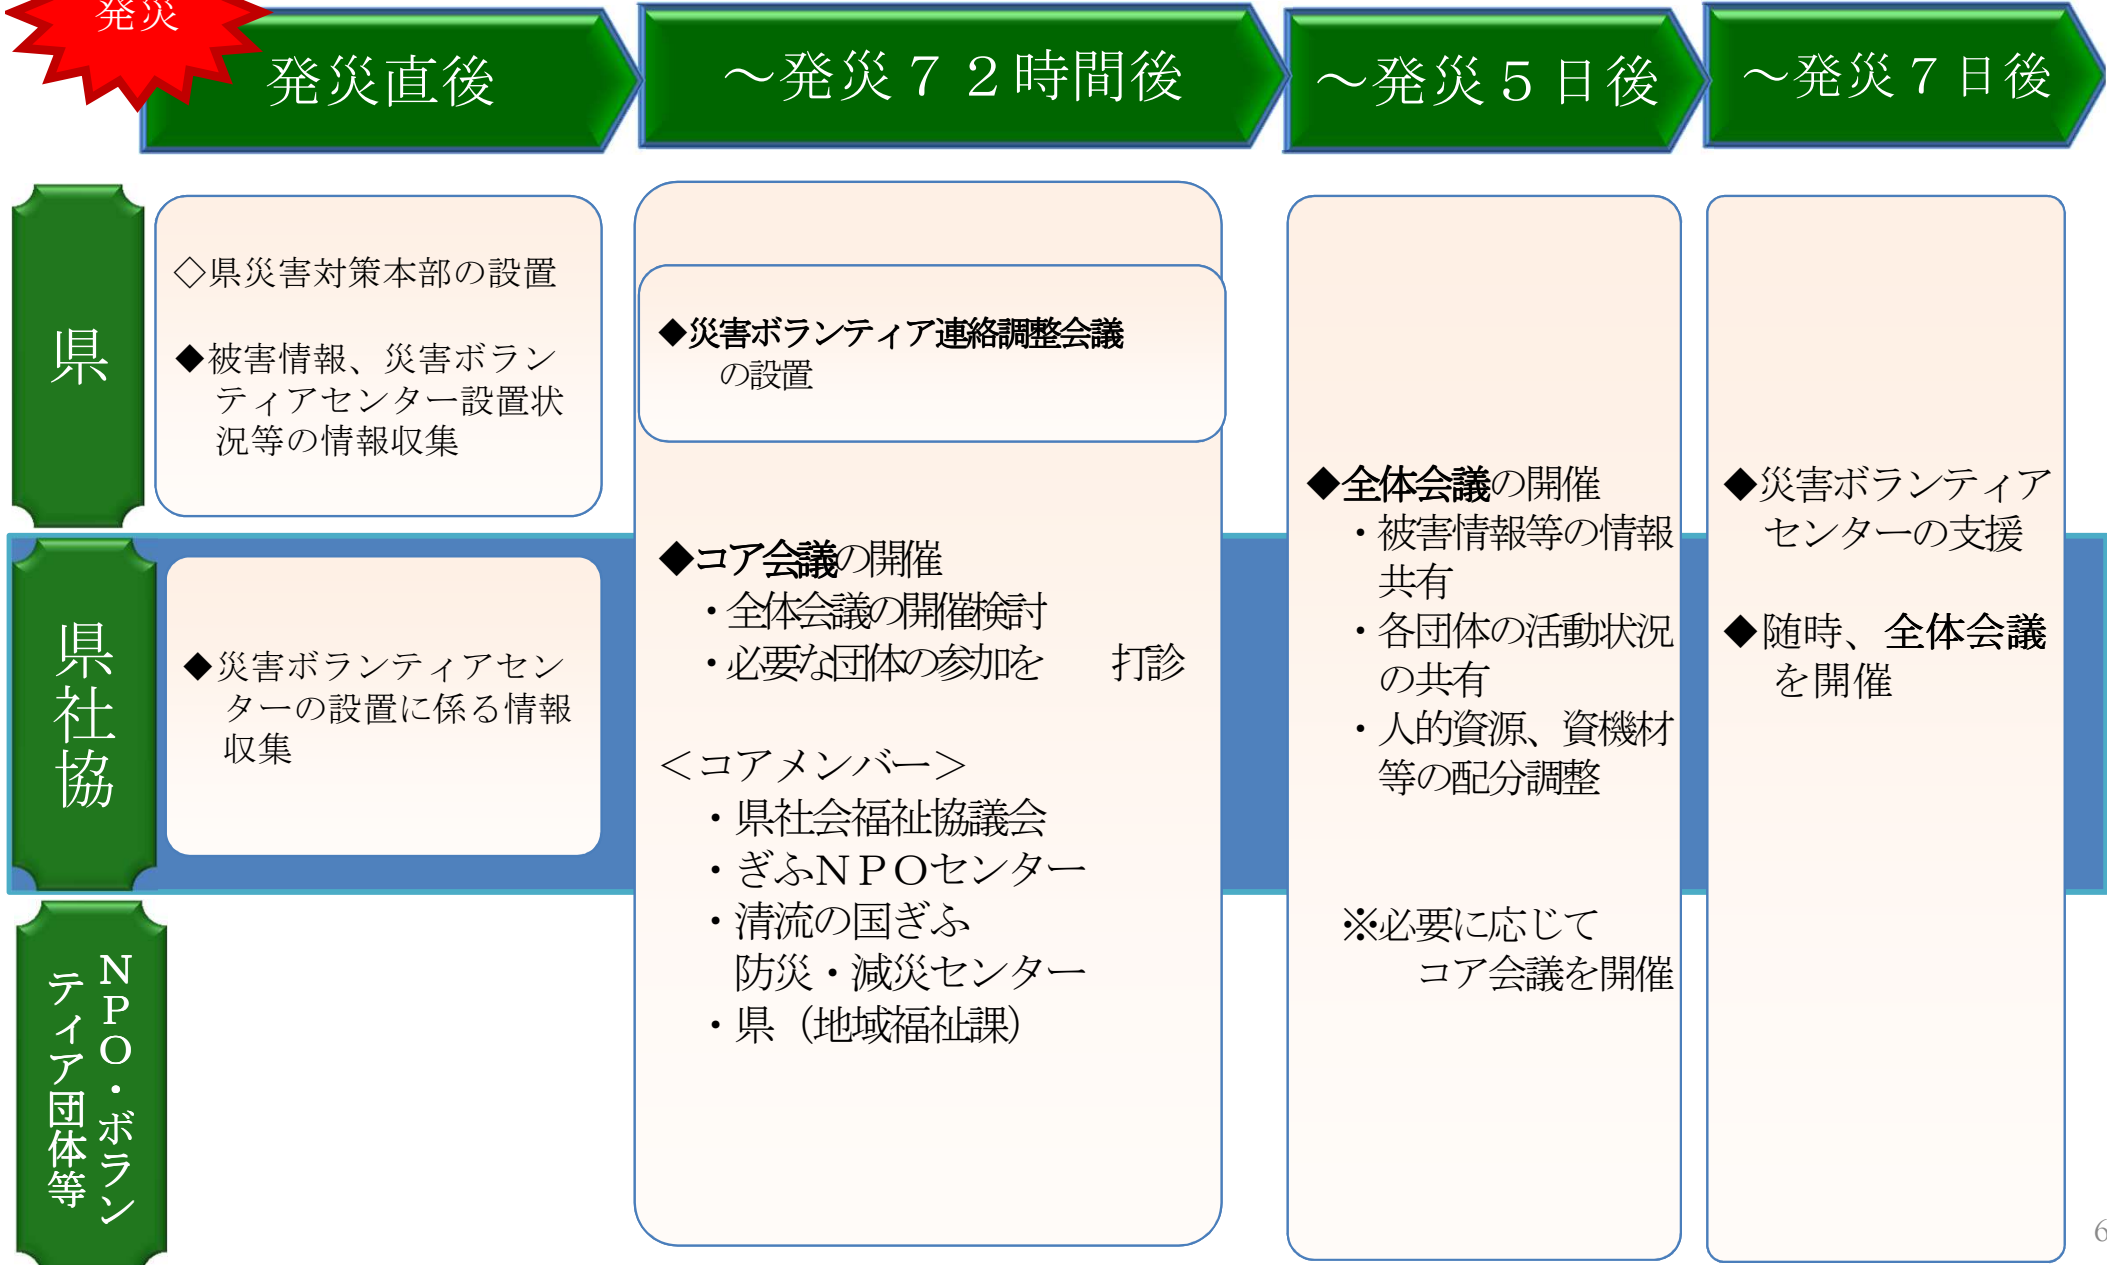 発災
発災直後
～発災７２時間後
～発災５日後
～発災７日後
県
◇県災害対策本部の設置
◆被害情報、災害ボラン
ティアセンター設置状
況等の情報収集
県社協
◆災害ボランティアセン
ターの設置に係る情報
収集
ＮＰＯ・ボラン
ティア団体等
◆災害ボランティア連絡調整会議
の設置
◆コア会議の開催
・全体会議の開催検討
・必要な団体の参加を　　打診
＜コアメンバー＞
・県社会福祉協議会
・ぎふＮＰＯセンター
・清流の国ぎふ
防災・減災センター
・県（地域福祉課）
◆全体会議の開催
・被害情報等の情報
共有
・各団体の活動状況
の共有
・人的資源、資機材
等の配分調整
※必要に応じて
コア会議を開催
◆災害ボランティア
センターの支援
◆随時、全体会議
を開催
6